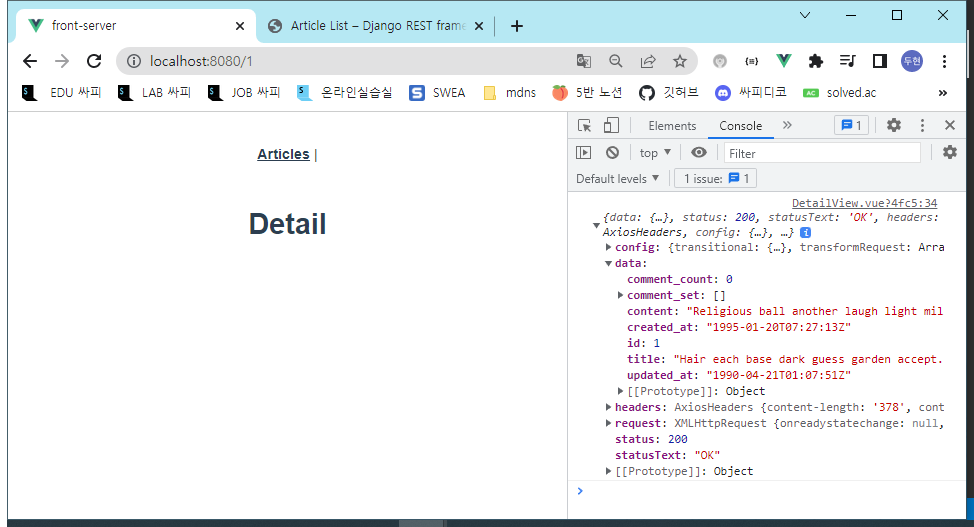 front-server
Article List – Django REST frame
localhost:8080/1
두현
EDU 싸피
LAB 싸피
JOB 싸피
온라인실습실
SWEA
mdns
5반 노션
깃허브
싸피디코
AC
solved.ac
»
Articles |
Detail
Elements
Console
»
1
top ▼
Filter
Default levels ▼
1 issue: 1
DetailView.vue?4fc5:34
{data: {…}, status: 200, statusText: 'OK', headers:
AxiosHeaders, config: {…}, …}
config: {transitional: {…}, transformRequest: Arra
data:
comment_count: 0
comment_set: []
content: "Religious ball another laugh light mil
created_at: "1995-01-20T07:27:13Z"
id: 1
title: "Hair each base dark guess garden accept.
updated_at: "1990-04-21T01:07:51Z"
[[Prototype]]: Object
headers: AxiosHeaders {content-length: '378', cont
request: XMLHttpRequest {onreadystatechange: null,
status: 200
statusText: "OK"
[[Prototype]]: Object